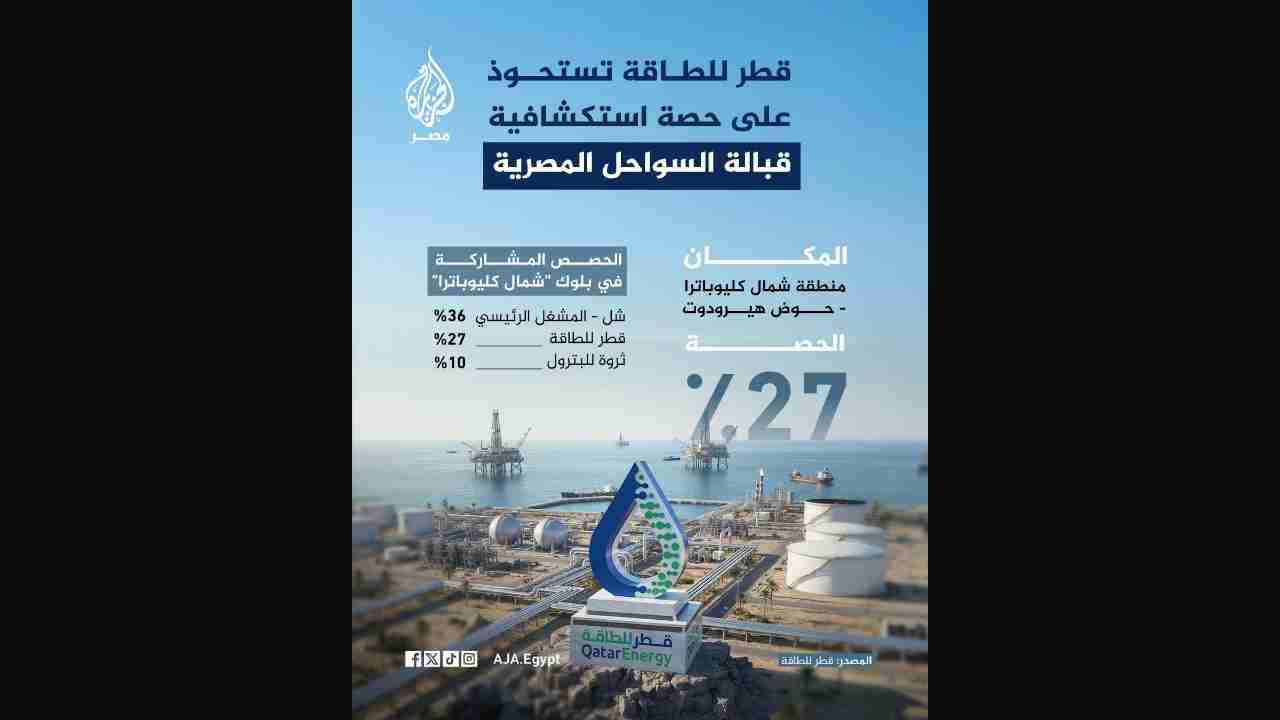 الجزيرة
مصر
قطر للطاقة تستحوذ
على حصة استكشافية
قبالة السواحل المصرية
المكان
منطقة شمال كليوباترا
- حوض هيرودوت
الحصة
27٪
الحصص المشاركة
في بلوك "شمال كليوباترا"
شل - المشغل الرئيسي 36%
قطر للطاقة 27%
ثروة للبترول 10%
قطر للطاقة
QatarEnergy
AJA.Egypt
المصدر: قطر للطاقة